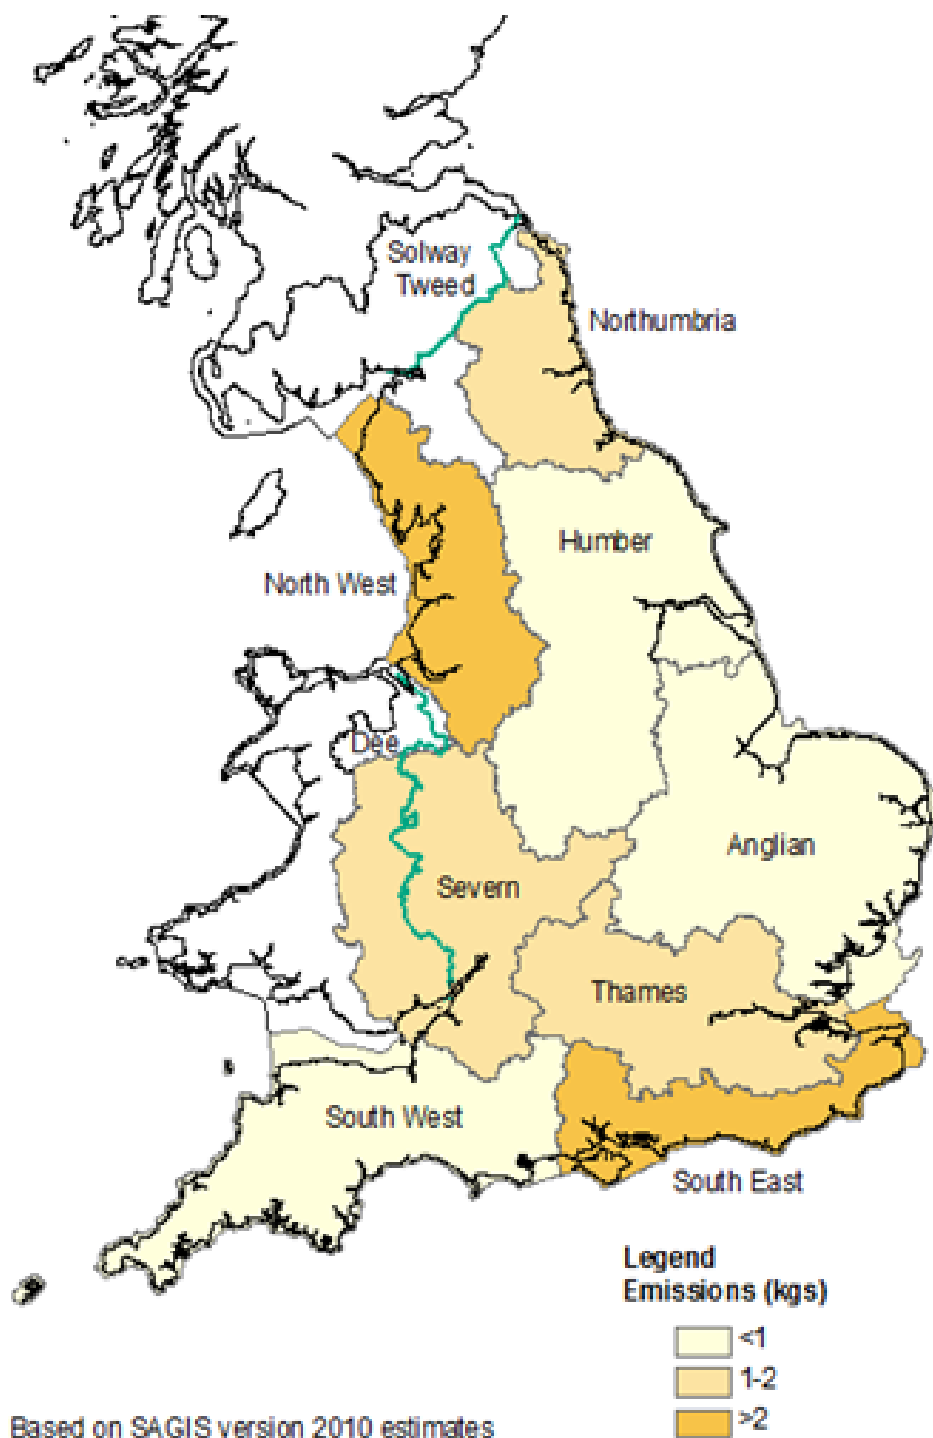 Solway
Tweed
Northumbria
Humber
North West
Dee
Anglian
Severn
Thames
South West
South East
Legend
Emissions (kgs)
<1
1-2
>2
Based on SAGIS version 2010 estimates